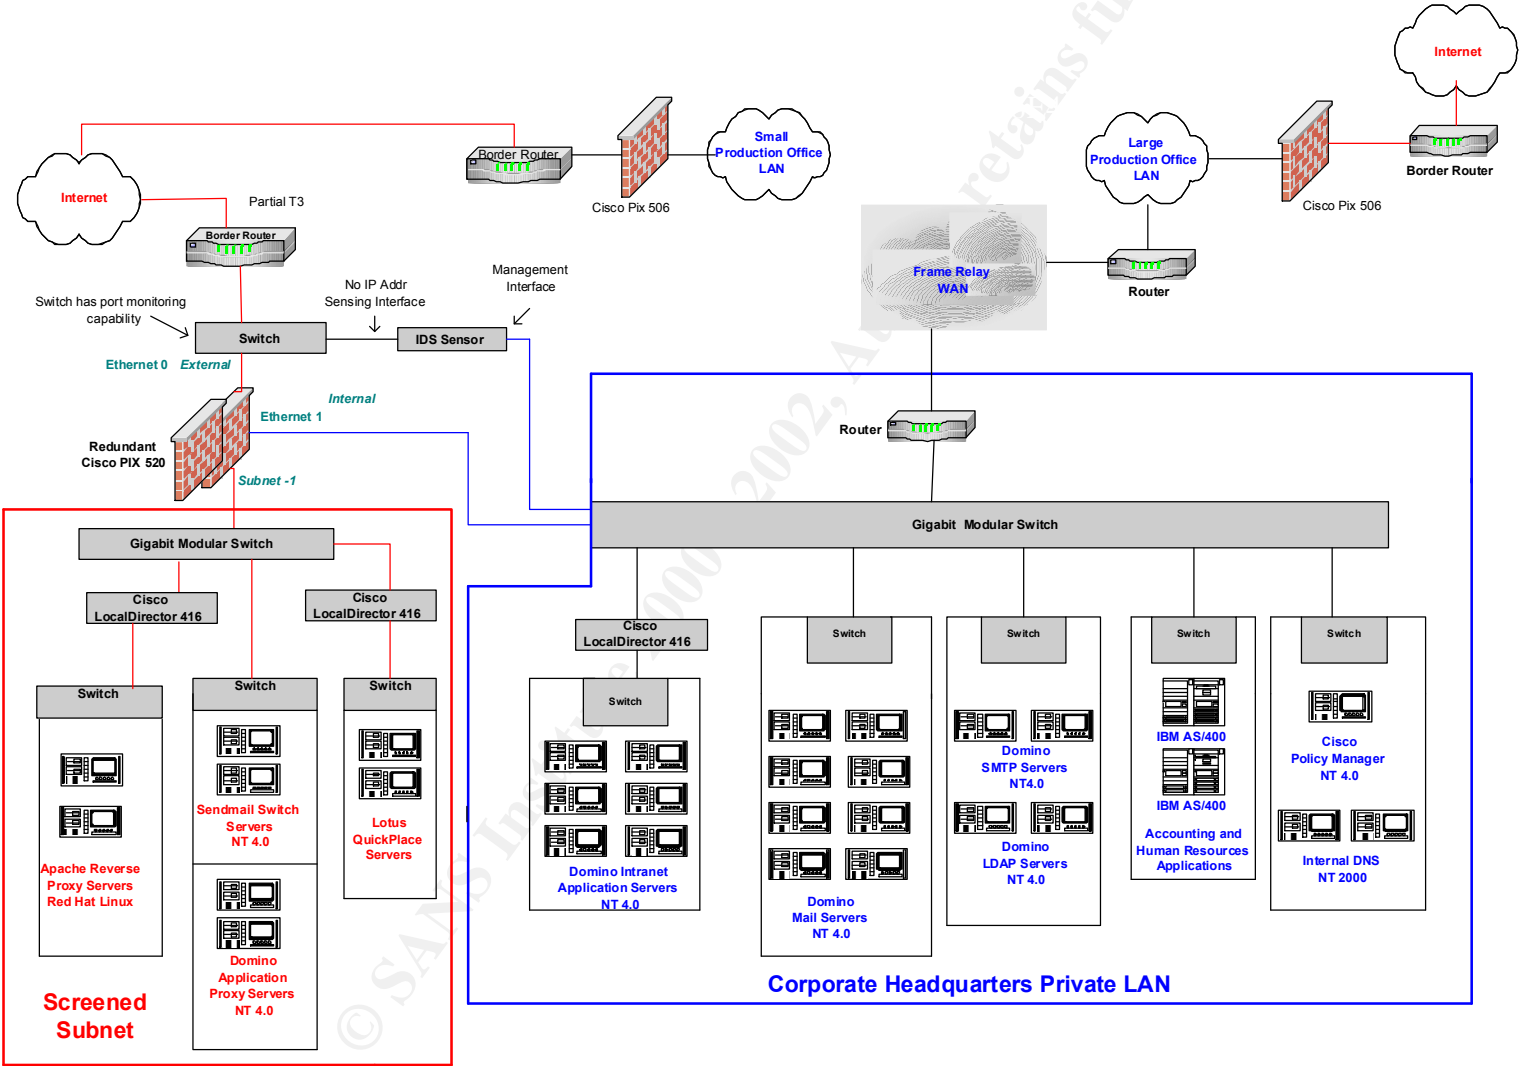 Internet
Small
Production Office
LAN
Border Router
Cisco Pix 506
Large
Production Office
LAN
Cisco Pix 506
Border Router
Internet
Partial T3
Border Router
Frame Relay
WAN
Router
Switch has port monitoring
capability
No IP Addr
Sensing Interface
Management
Interface
Switch
IDS Sensor
Ethernet 0 External
Internal
Ethernet 1
Redundant
Cisco PIX 520
Subnet -1
Router
Gigabit Modular Switch
Gigabit Modular Switch
Cisco
LocalDirector 416
Cisco
LocalDirector 416
Switch
Switch
Switch
Apache Reverse
Proxy Servers
Red Hat Linux
Sendmail Switch
Servers
NT 4.0
Domino
Application
Proxy Servers
NT 4.0
Lotus
QuickPlace
Servers
Screened
Subnet
Cisco
LocalDirector 416
Switch
Domino Intranet
Application Servers
NT 4.0
Switch
Domino
Mail Servers
NT 4.0
Switch
Domino
SMTP Servers
NT4.0
Domino
LDAP Servers
NT 4.0
Switch
IBM AS/400
IBM AS/400
Accounting and
Human Resources
Applications
Switch
Cisco
Policy Manager
NT 4.0
Internal DNS
NT 2000
Corporate Headquarters Private LAN
© SANS Institute 2000 2002, Au retains fu